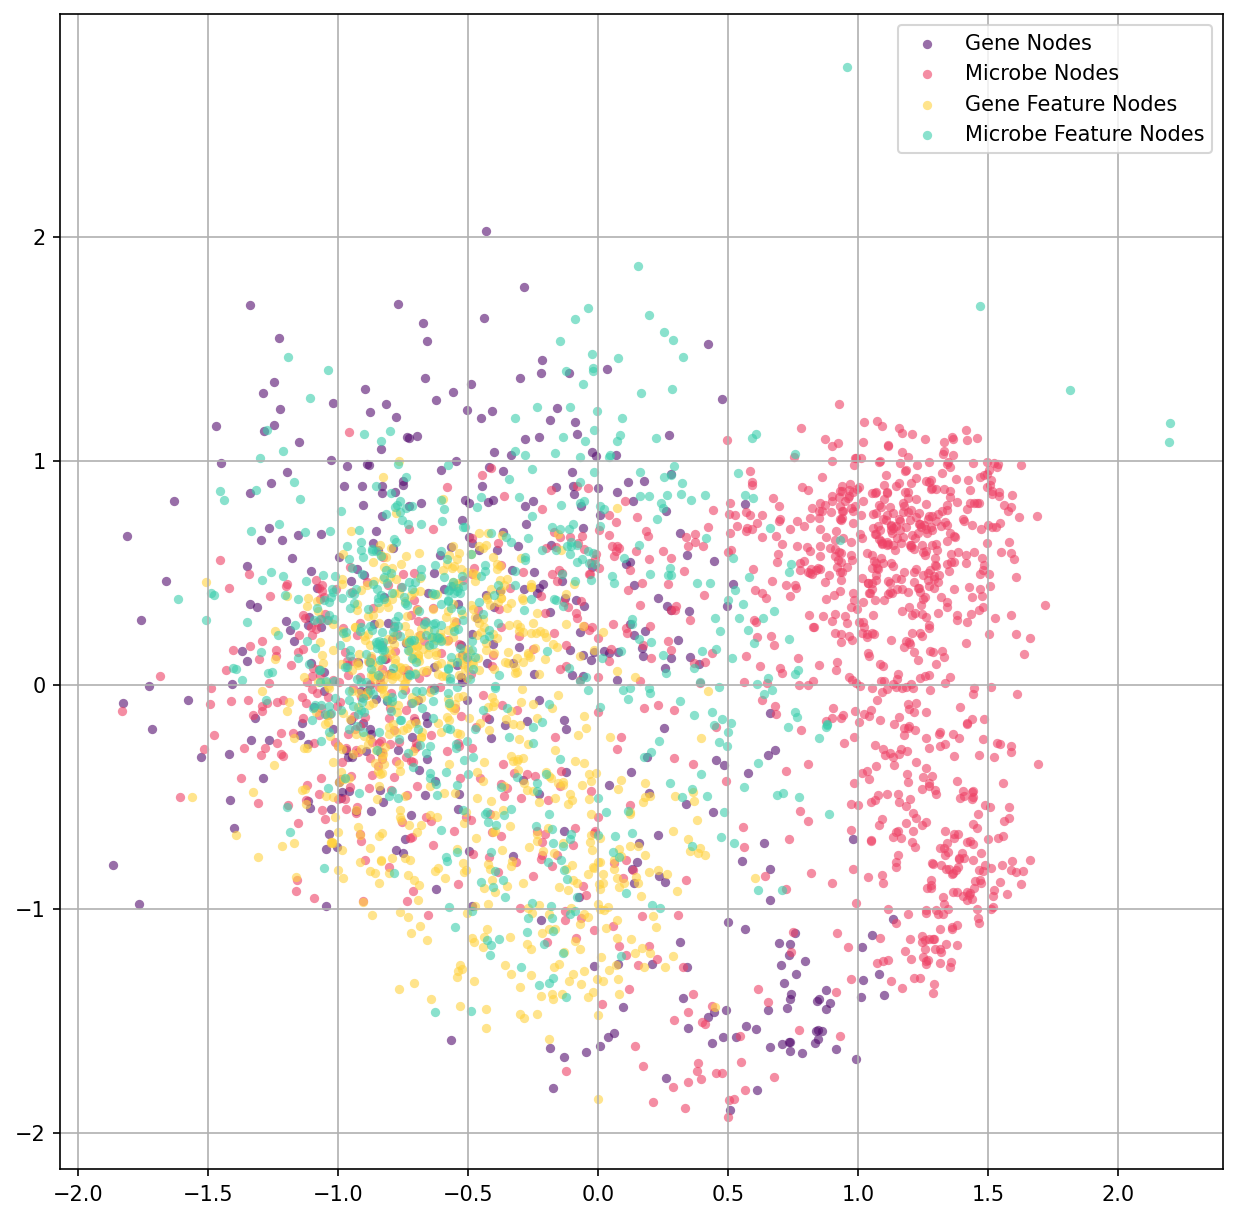 Gene Nodes
Microbe Nodes
Gene Feature Nodes
Microbe Feature Nodes
2
1
0
−1
−2
−2.0 −1.5 −1.0 −0.5 0.0 0.5 1.0 1.5 2.0